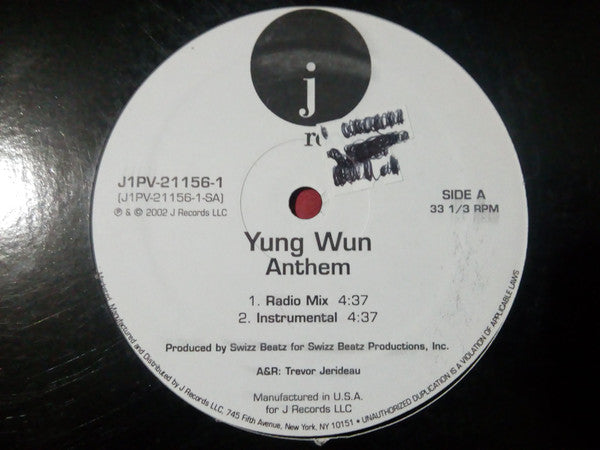 j
J1PV-21156-1
[J1PV-21156-1-SA]
℗ & © 2002 J Records LLC
SIDE A
33 1/3 RPM
Yung Wun
Anthem
1. Radio Mix 4:37
2. Instrumental 4:37
Produced by Swizz Beatz for Swizz Beatz Productions, Inc.
A&R: Trevor Jerideau
Manufactured in U.S.A.
for J Records LLC
Manufactured and Distributed by J Records LLC, 745 Fifth Avenue, New York, NY 10151 • UNAUTHORIZED DUPLICATION IS A VIOLATION OF APPLICABLE LAWS